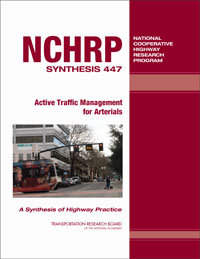 NCHRP
SYNTHESIS 447
NATIONAL
COOPERATIVE
HIGHWAY
RESEARCH
PROGRAM
Active Traffic Management
for Arterials
A Synthesis of Highway Practice
TRANSPORTATION RESEARCH BOARD
OF THE NATIONAL ACADEMIES